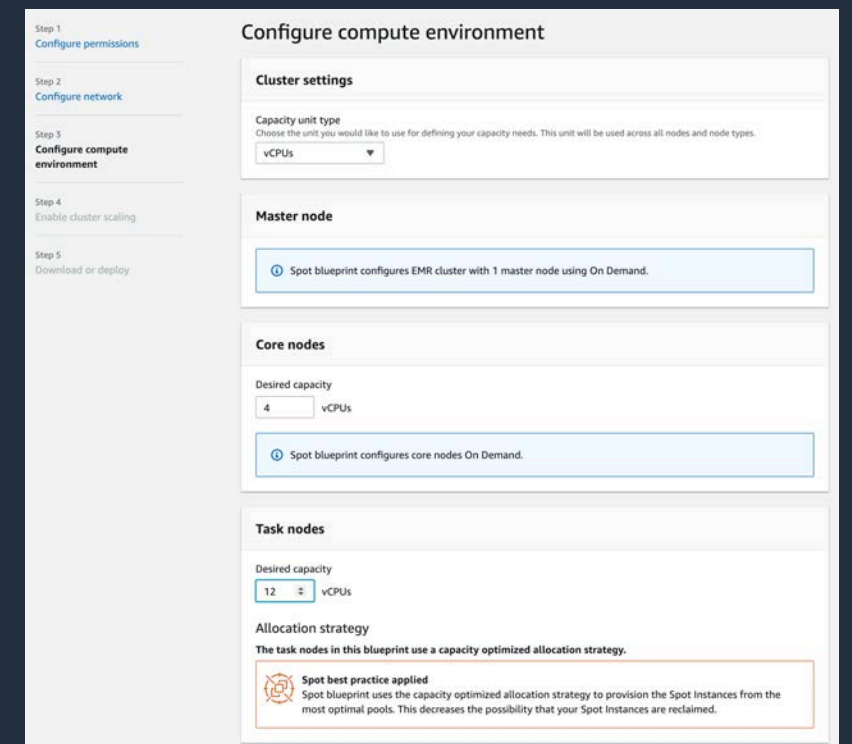 Step 1
Configure permissions
Step 2
Configure network
Step 3
Configure compute
environment
Step 4
Enable cluster scaling
Step 5
Download or deploy
Configure compute environment
Cluster settings
Capacity unit type
Choose the unit you would like to use for defining your capacity needs. This unit will be used across all nodes and node types.
vCPUs
Master node
Spot blueprint configures EMR cluster with 1 master node using On Demand.
Core nodes
Desired capacity
4 vCPUs
Spot blueprint configures core nodes On Demand.
Task nodes
Desired capacity
12 vCPUs
Allocation strategy
The task nodes in this blueprint use a capacity optimized allocation strategy.
Spot best practice applied
Spot blueprint uses the capacity optimized allocation strategy to provision the Spot Instances from the
most optimal pools. This decreases the possibility that your Spot Instances are reclaimed.